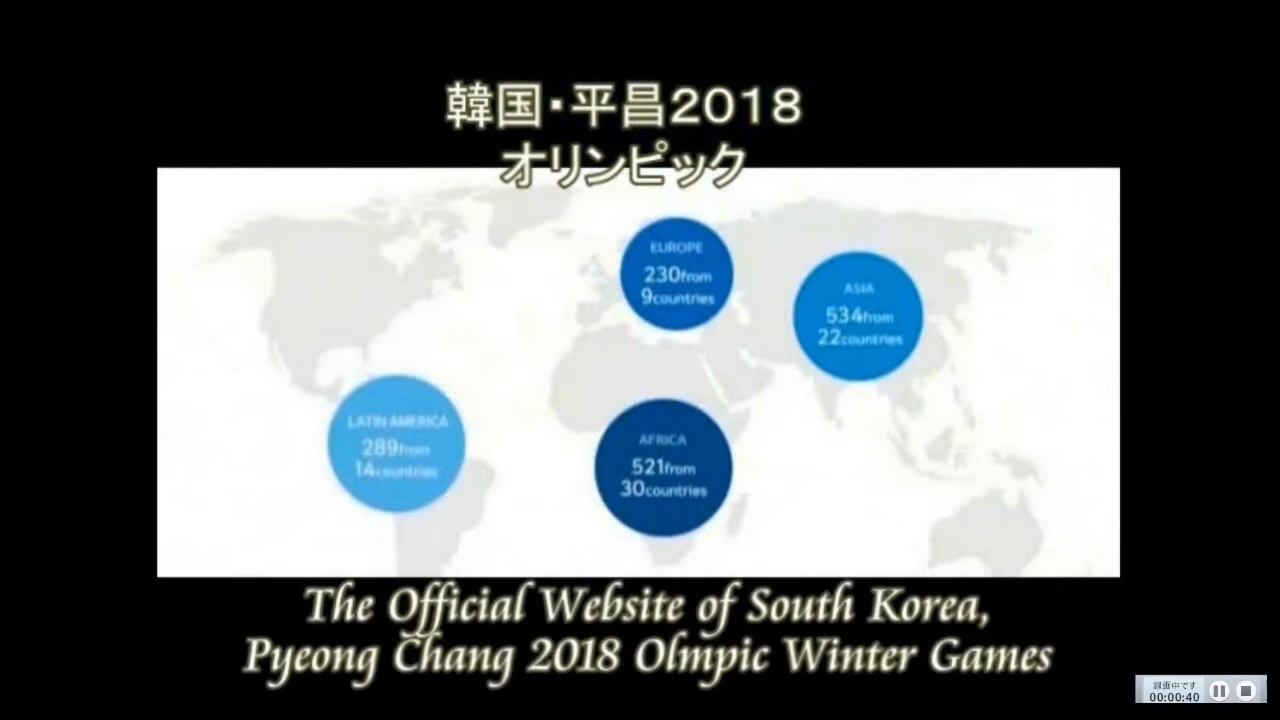 韓国・平昌2018
オリンピック
EUROPE
230from
9countries
ASIA
534from
22countries
LATIN AMERICA
289from
14countries
AFRICA
521from
30countries
The Official Website of South Korea,
Pyeong Chang 2018 Olmpic Winter Games
録画中です
00:00:40